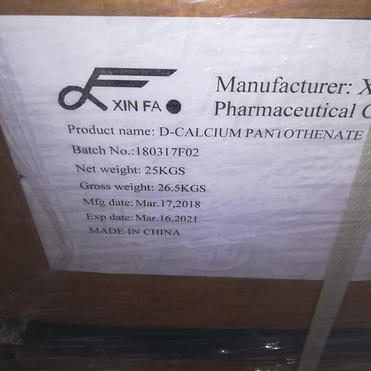 XIN FA
Manufacturer: X
Pharmaceutical C
Product name: D-CALCIUM PANTOTHENATE
Batch No.:180317F02
Net weight: 25KGS
Gross weight: 26.5KGS
Mfg date: Mar.17,2018
Exp date: Mar.16,2021
MADE IN CHINA